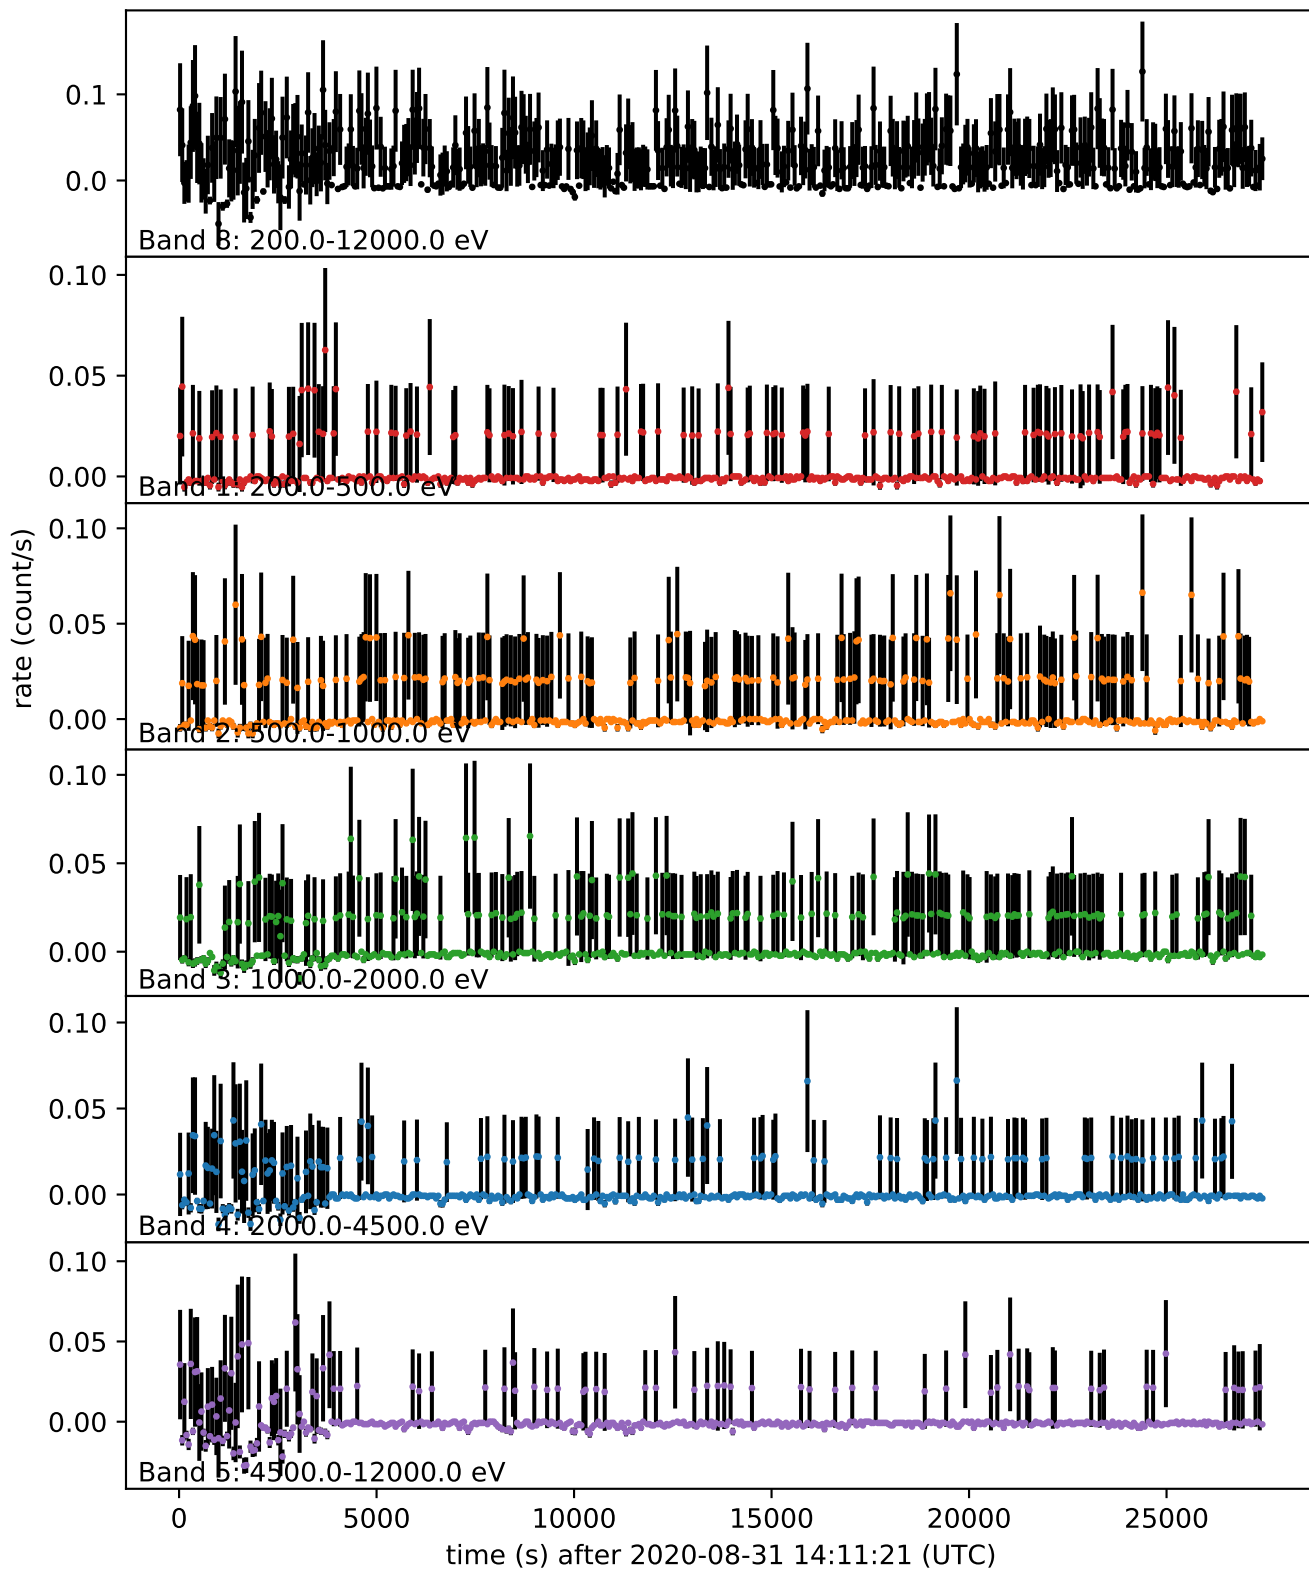 0.1
0.0
Band 8: 200.0-12000.0 eV
0.10
0.05
0.00
Band 1: 200.0-500.0 eV
0.10
0.05
0.00
Band 2: 500.0-1000.0 eV
rate (count/s)
0.10
0.05
0.00
Band 3: 1000.0-2000.0 eV
0.10
0.05
0.00
Band 4: 2000.0-4500.0 eV
0.10
0.05
0.00
Band 5: 4500.0-12000.0 eV
0 5000 10000 15000 20000 25000
time (s) after 2020-08-31 14:11:21 (UTC)